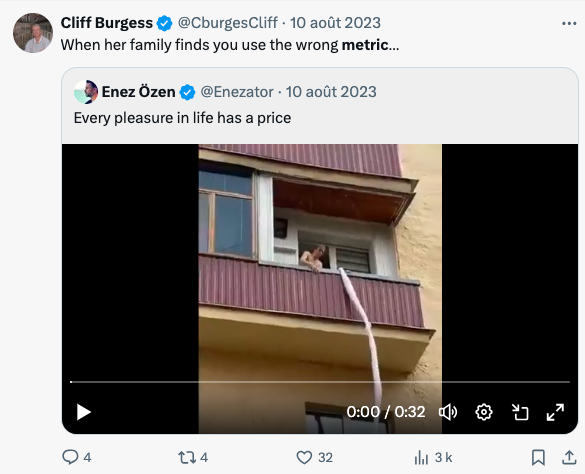 Cliff Burgess @CburgesCliff · 10 août 2023
When her family finds you use the wrong metric...
Enez Özen @Enezator · 10 août 2023
Every pleasure in life has a price
0:00 / 0:32
4 4 32 3 k